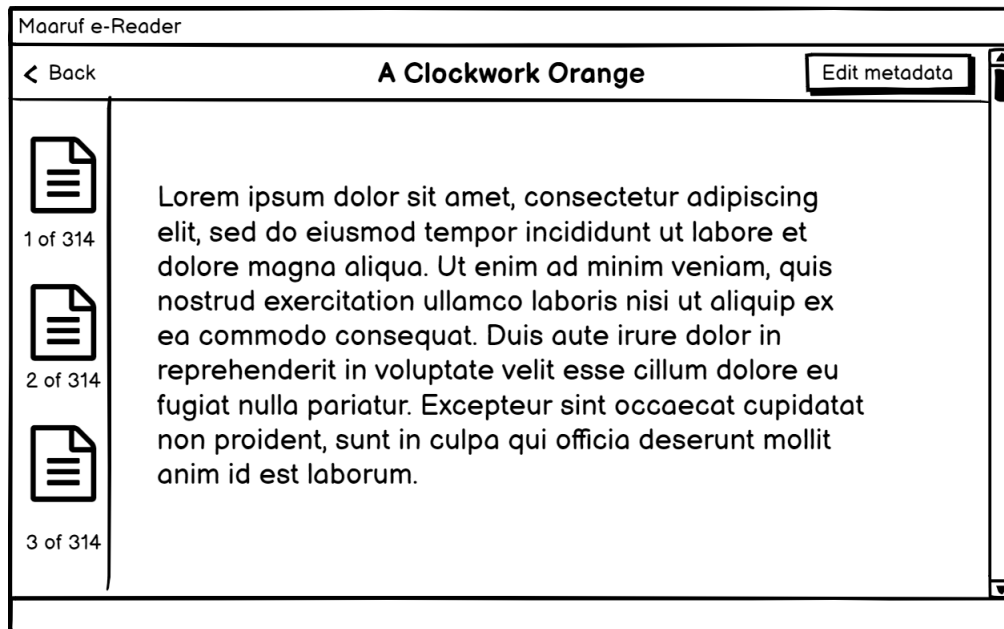 Maaruf e-Reader
Back
A Clockwork Orange
Edit metadata
1 of 314
2 of 314
3 of 314
Lorem ipsum dolor sit amet, consectetur adipiscing
elit, sed do eiusmod tempor incididunt ut labore et
dolore magna aliqua. Ut enim ad minim veniam, quis
nostrud exercitation ullamco laboris nisi ut aliquip ex
ea commodo consequat. Duis aute irure dolor in
reprehenderit in voluptate velit esse cillum dolore eu
fugiat nulla pariatur. Excepteur sint occaecat cupidatat
non proident, sunt in culpa qui officia deserunt mollit
anim id est laborum.